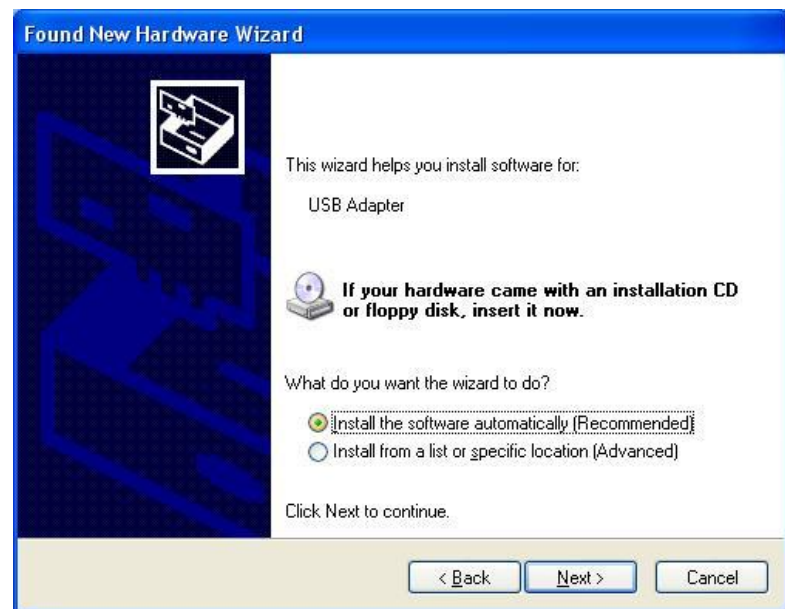 Found New Hardware Wizard
This wizard helps you install software for:
USB Adapter
If your hardware came with an installation CD
or floppy disk, insert it now.
What do you want the wizard to do?
Install the software automatically (Recommended)
Install from a list or specific location (Advanced)
Click Next to continue.
< Back
Next >
Cancel